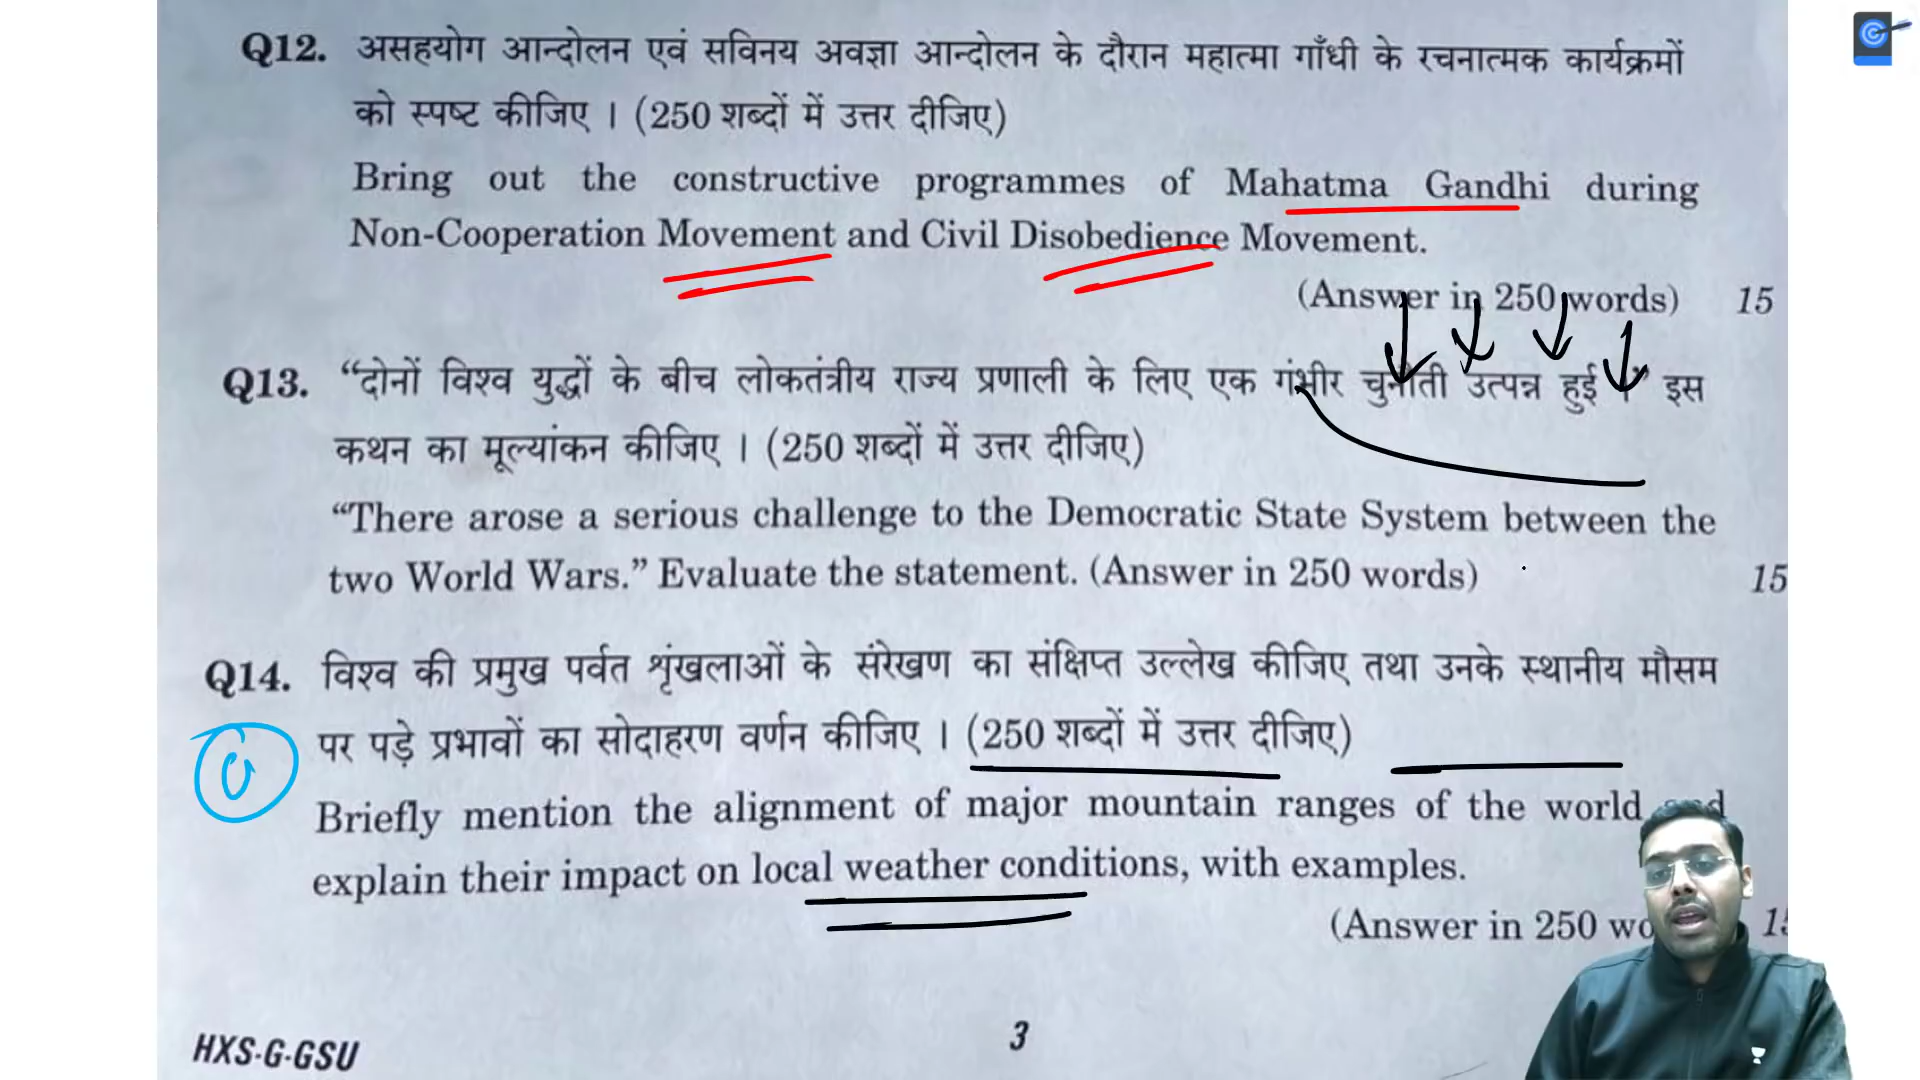 Q12. असहयोग आन्दोलन एवं सविनय अवज्ञा आन्दोलन के दौरान महात्मा गाँधी के रचनात्मक कार्यक्रमों
को स्पष्ट कीजिए । (250 शब्दों में उत्तर दीजिए)
Bring out the constructive programmes of Mahatma Gandhi during
Non-Cooperation Movement and Civil Disobedience Movement.
(Answer in 250 words) 15
Q13. “दोनों विश्व युद्धों के बीच लोकतंत्रीय राज्य प्रणाली के लिए एक गंभीर चुनौती उत्पन्न हुई ।” इस
कथन का मूल्यांकन कीजिए । (250 शब्दों में उत्तर दीजिए)
“There arose a serious challenge to the Democratic State System between the
two World Wars.” Evaluate the statement. (Answer in 250 words) 15
Q14. विश्व की प्रमुख पर्वत शृंखलाओं के संरेखण का संक्षिप्त उल्लेख कीजिए तथा उनके स्थानीय मौसम
पर पड़े प्रभावों का सोदाहरण वर्णन कीजिए । (250 शब्दों में उत्तर दीजिए)
Briefly mention the alignment of major mountain ranges of the world
explain their impact on local weather conditions, with examples.
(Answer in 250
HXS-G-GSU 3